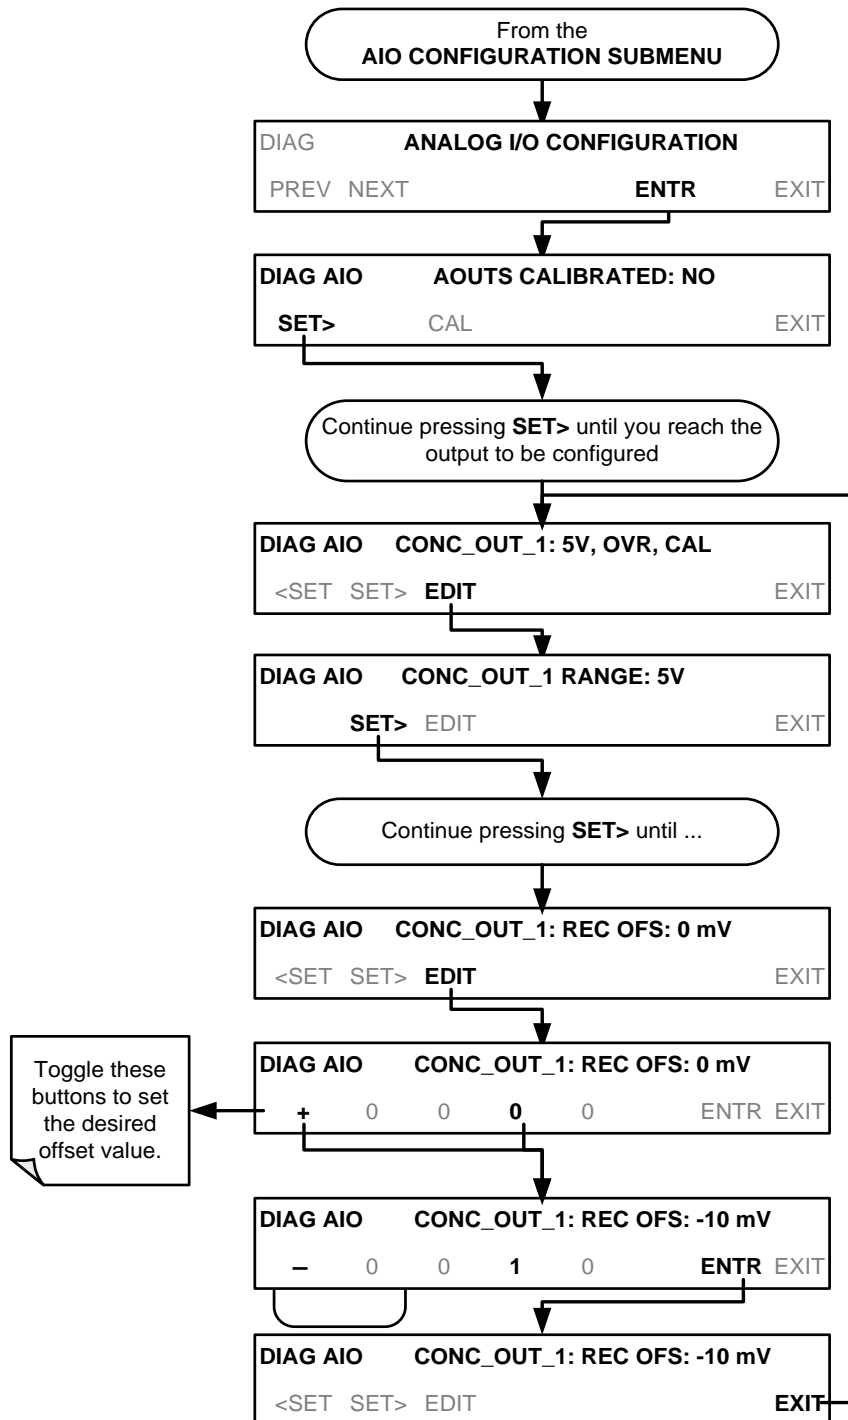 From the
AIO CONFIGURATION SUBMENU
DIAG ANALOG I/O CONFIGURATION
PREV NEXT ENTR EXIT
DIAG AIO AOUTS CALIBRATED: NO
SET> CAL EXIT
Continue pressing SET> until you reach the
output to be configured
DIAG AIO CONC_OUT_1: 5V, OVR, CAL
<SET SET> EDIT EXIT
DIAG AIO CONC_OUT_1 RANGE: 5V
SET> EDIT EXIT
Continue pressing SET> until ...
DIAG AIO CONC_OUT_1: REC OFS: 0 mV
<SET SET> EDIT EXIT
Toggle these
buttons to set
the desired
offset value.
DIAG AIO CONC_OUT_1: REC OFS: 0 mV
+ 0 0 0 0 ENTR EXIT
DIAG AIO CONC_OUT_1: REC OFS: -10 mV
– 0 0 1 0 ENTR EXIT
DIAG AIO CONC_OUT_1: REC OFS: -10 mV
<SET SET> EDIT EXIT